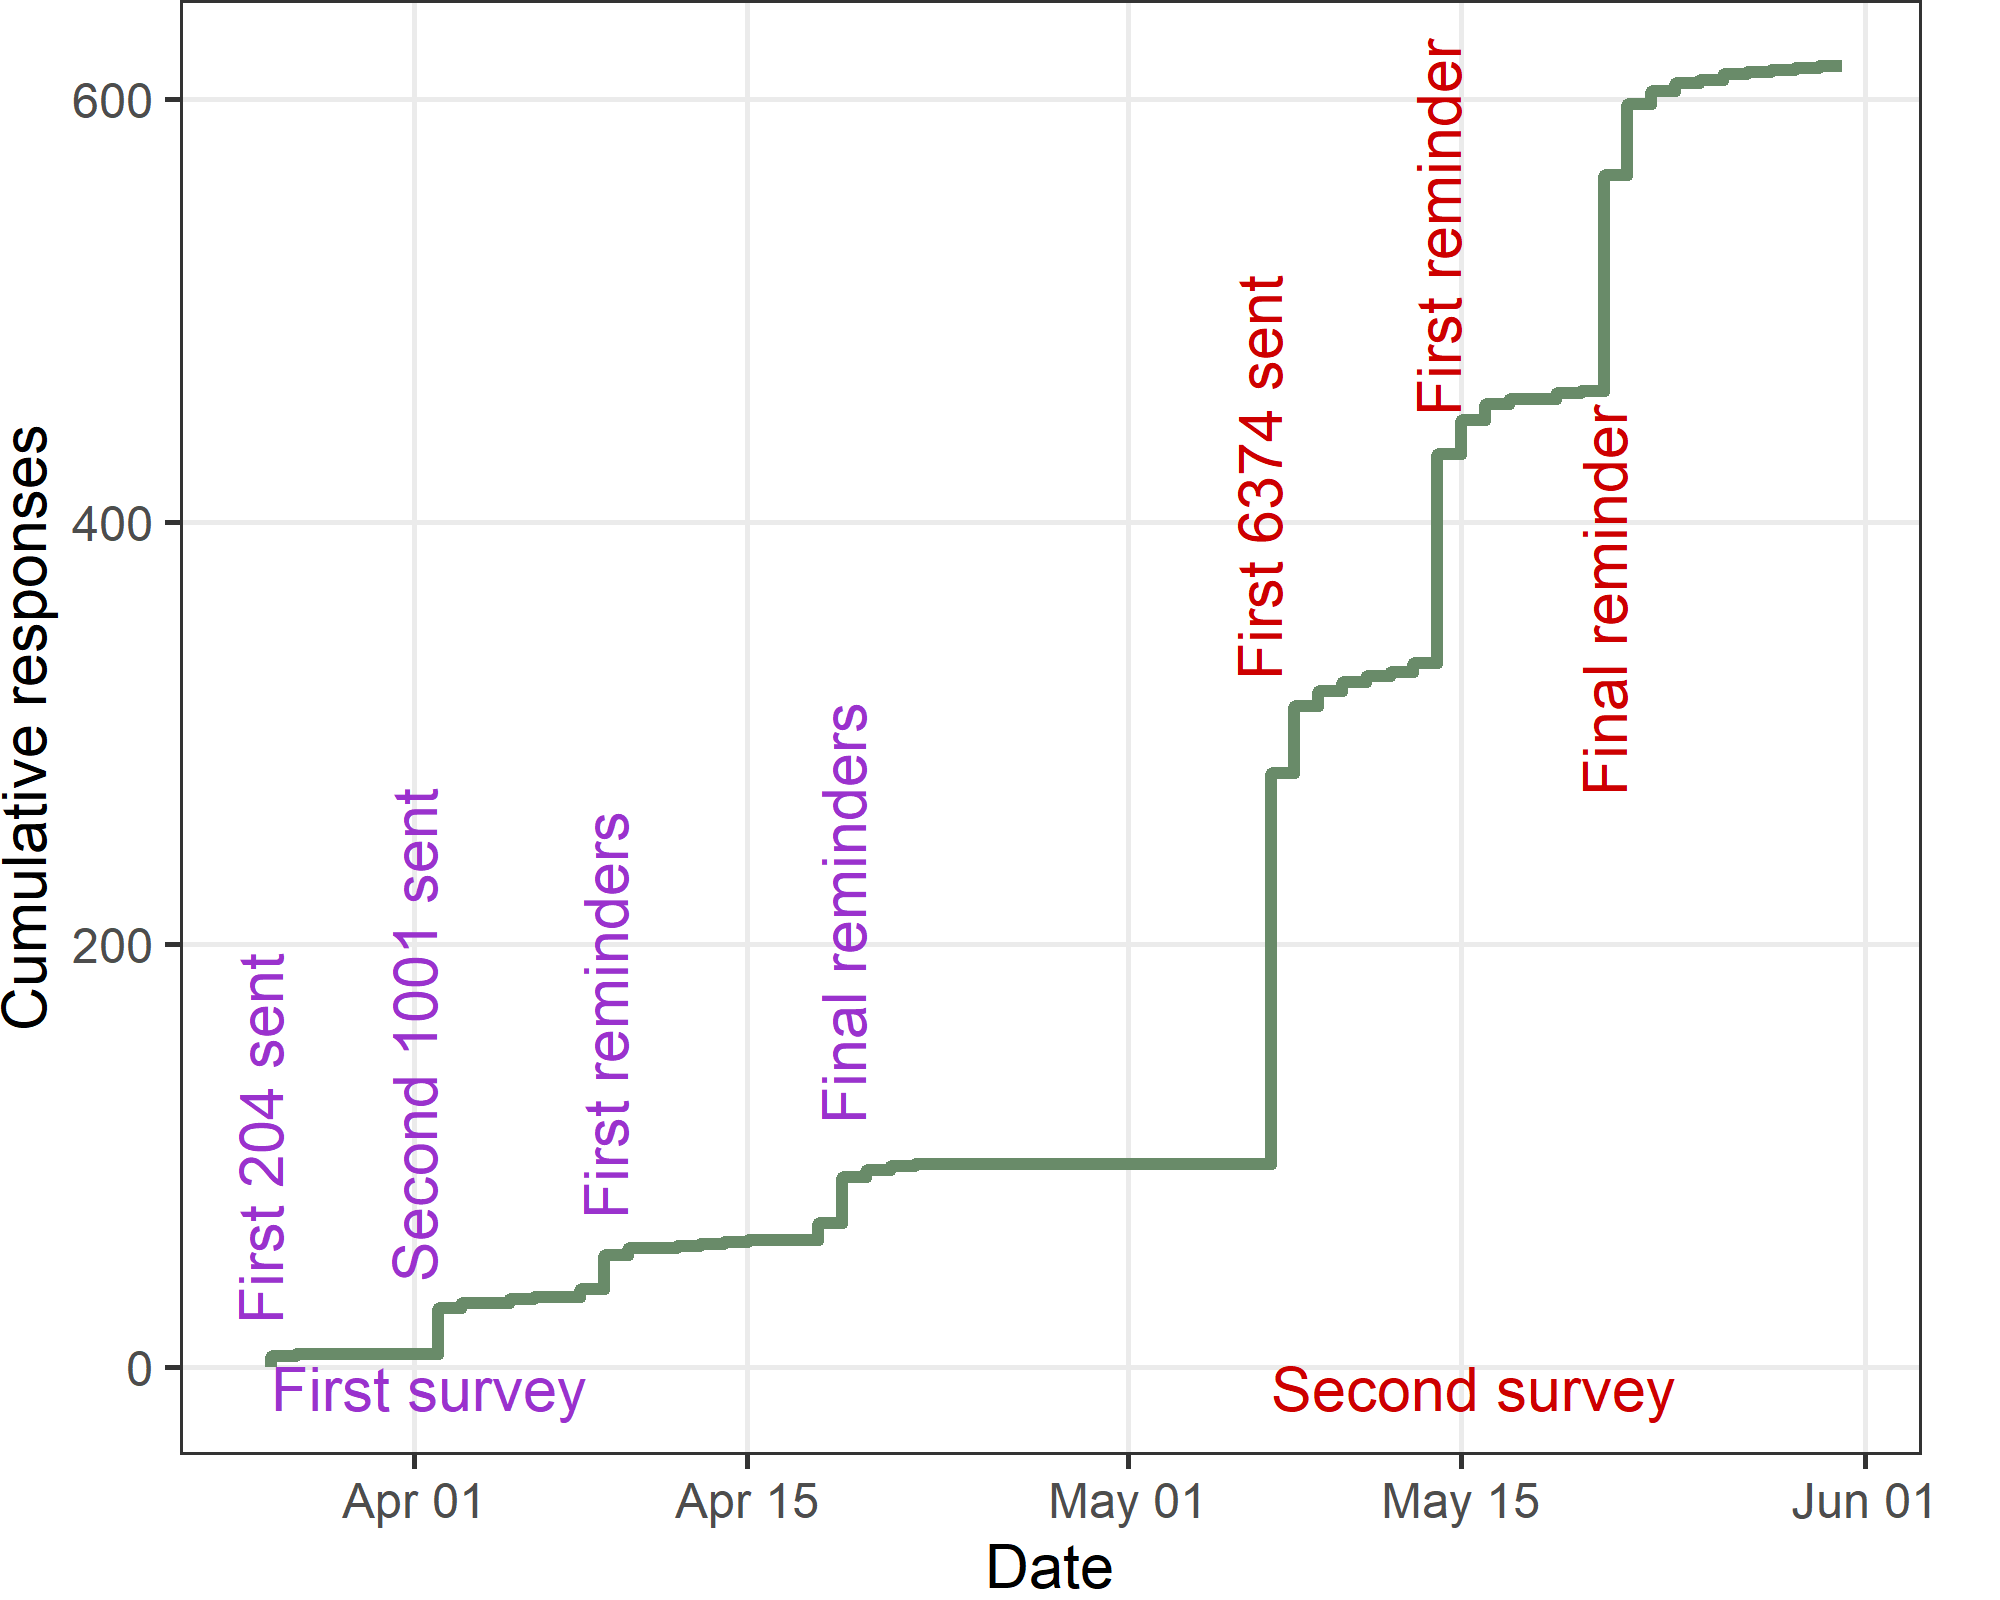 600
400
200
0
Cumulative responses
First 204 sent
Second 1001 sent
First reminders
Final reminders
First 6374 sent
First reminder
Final reminder
First survey
Second survey
Apr 01
Apr 15
May 01
May 15
Jun 01
Date